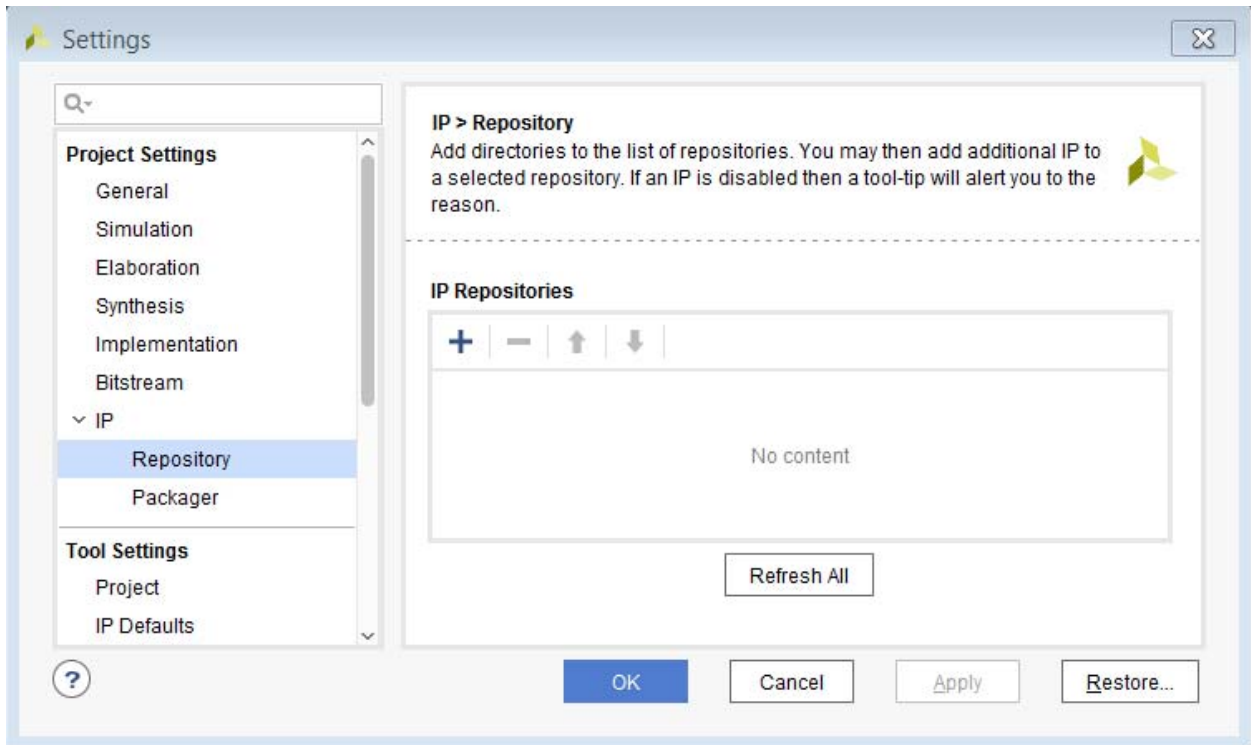 Settings
Project Settings
General
Simulation
Elaboration
Synthesis
Implementation
Bitstream
IP
Repository
Packager
Tool Settings
Project
IP Defaults
IP > Repository
Add directories to the list of repositories. You may then add additional IP to
a selected repository. If an IP is disabled then a tool-tip will alert you to the
reason.
IP Repositories
No content
Refresh All
?
OK
Cancel
Apply
Restore...